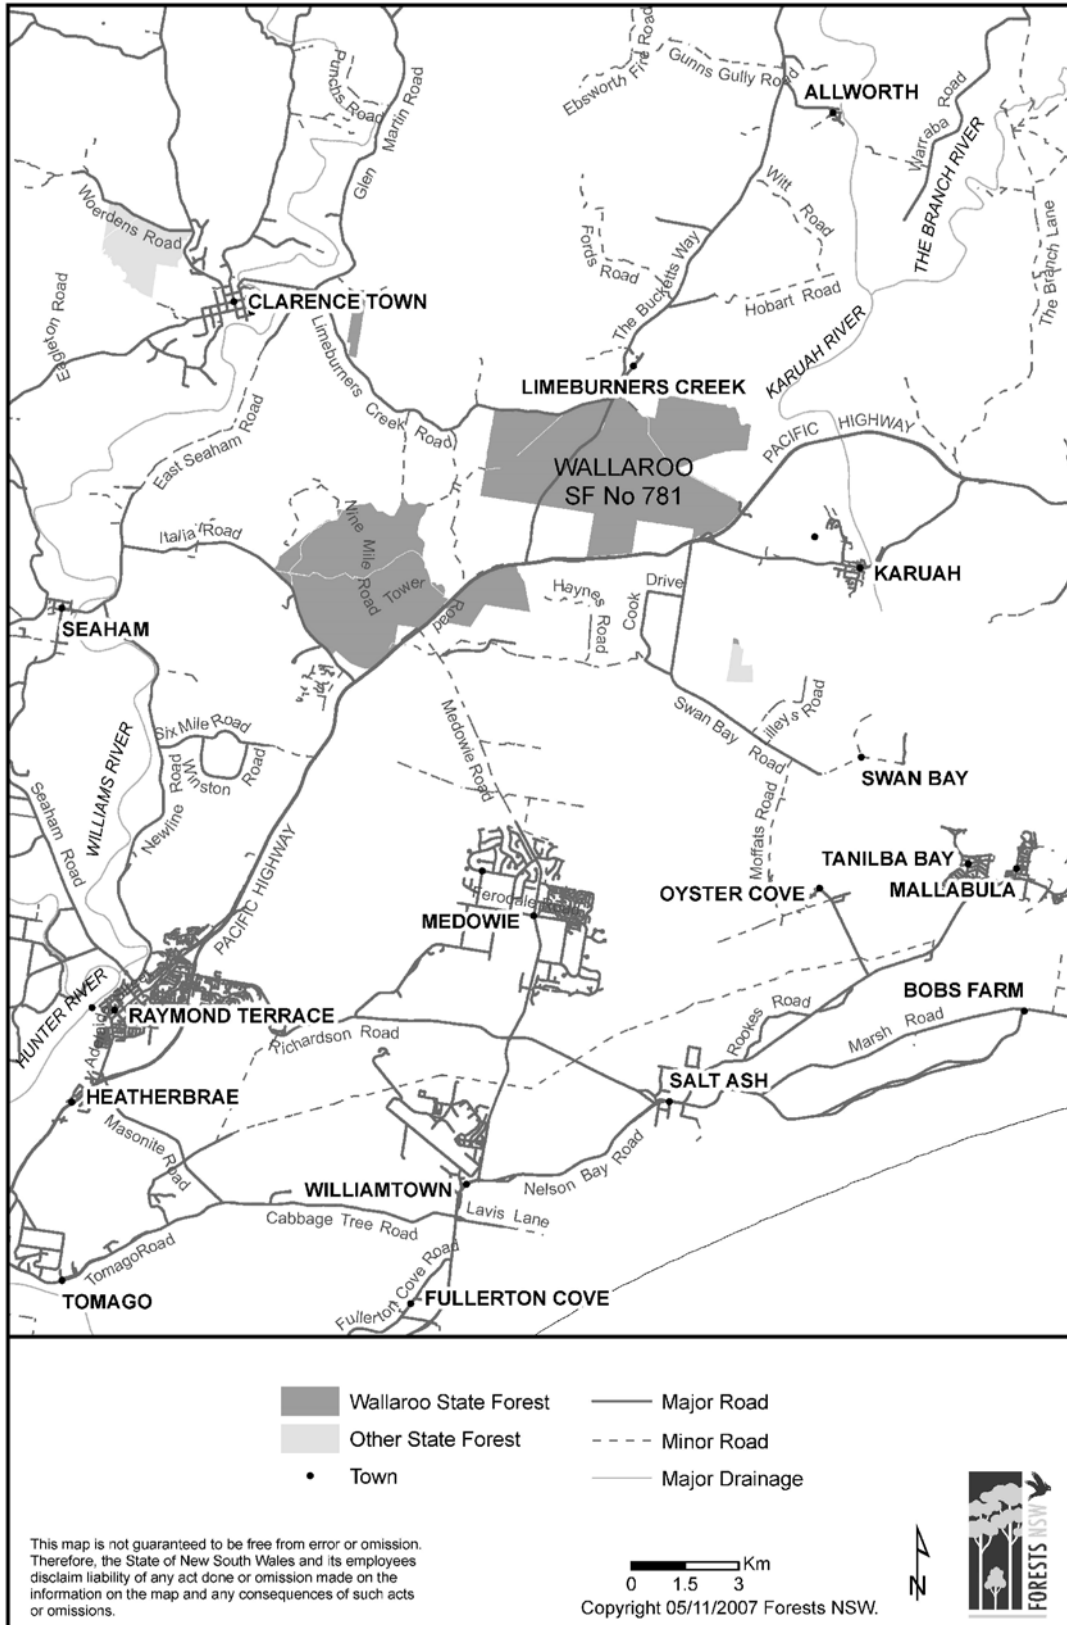 Ebsworth Fire Road
Gunns Gully Road
ALLWORTH
Punchs Road
Glen Martin Road
Warraba Road
THE BRANCH RIVER
The Branch Lane
Woerdens Road
Witt Road
Fords Road
The Bucketts Way
Hobart Road
CLARENCE TOWN
Eagleton Road
Limeburners Creek Road
KARUAH RIVER
LIMEBURNERS CREEK
PACIFIC HIGHWAY
East Seaham Road
WALLAROO
SF No 781
Italia Road
Nine Mile Road
Tower Road
Haynes Road
Cook Drive
KARUAH
SEAHAM
Medowie Road
Swan Bay Road
illeys Road
SWAN BAY
Six Mile Road
Winston Road
Newline Road
WILLIAMS RIVER
Seaham Road
PACIFIC HIGHWAY
Moffats Road
TANILBA BAY
MALLABULA
OYSTER COVE
Ferodale Road
MEDOWIE
BOBS FARM
HUNTER RIVER
RAYMOND TERRACE
Richardson Road
Rookes Road
Marsh Road
SALT ASH
HEATHERBRAE
Masonite Road
Nelson Bay Road
WILLIAMTOWN
Lavis Lane
Cabbage Tree Road
Tomago Road
TOMAGO
Fullerton Cove Road
FULLERTON COVE
Wallaroo State Forest
Major Road
Other State Forest
Minor Road
Town
Major Drainage
This map is not guaranteed to be free from error or omission.
Therefore, the State of New South Wales and its employees
disclaim liability of any act done or omission made on the
information on the map and any consequences of such acts
or omissions.
Km
0 1.5 3
Copyright 05/11/2007 Forests NSW.
N
FORESTS NSW